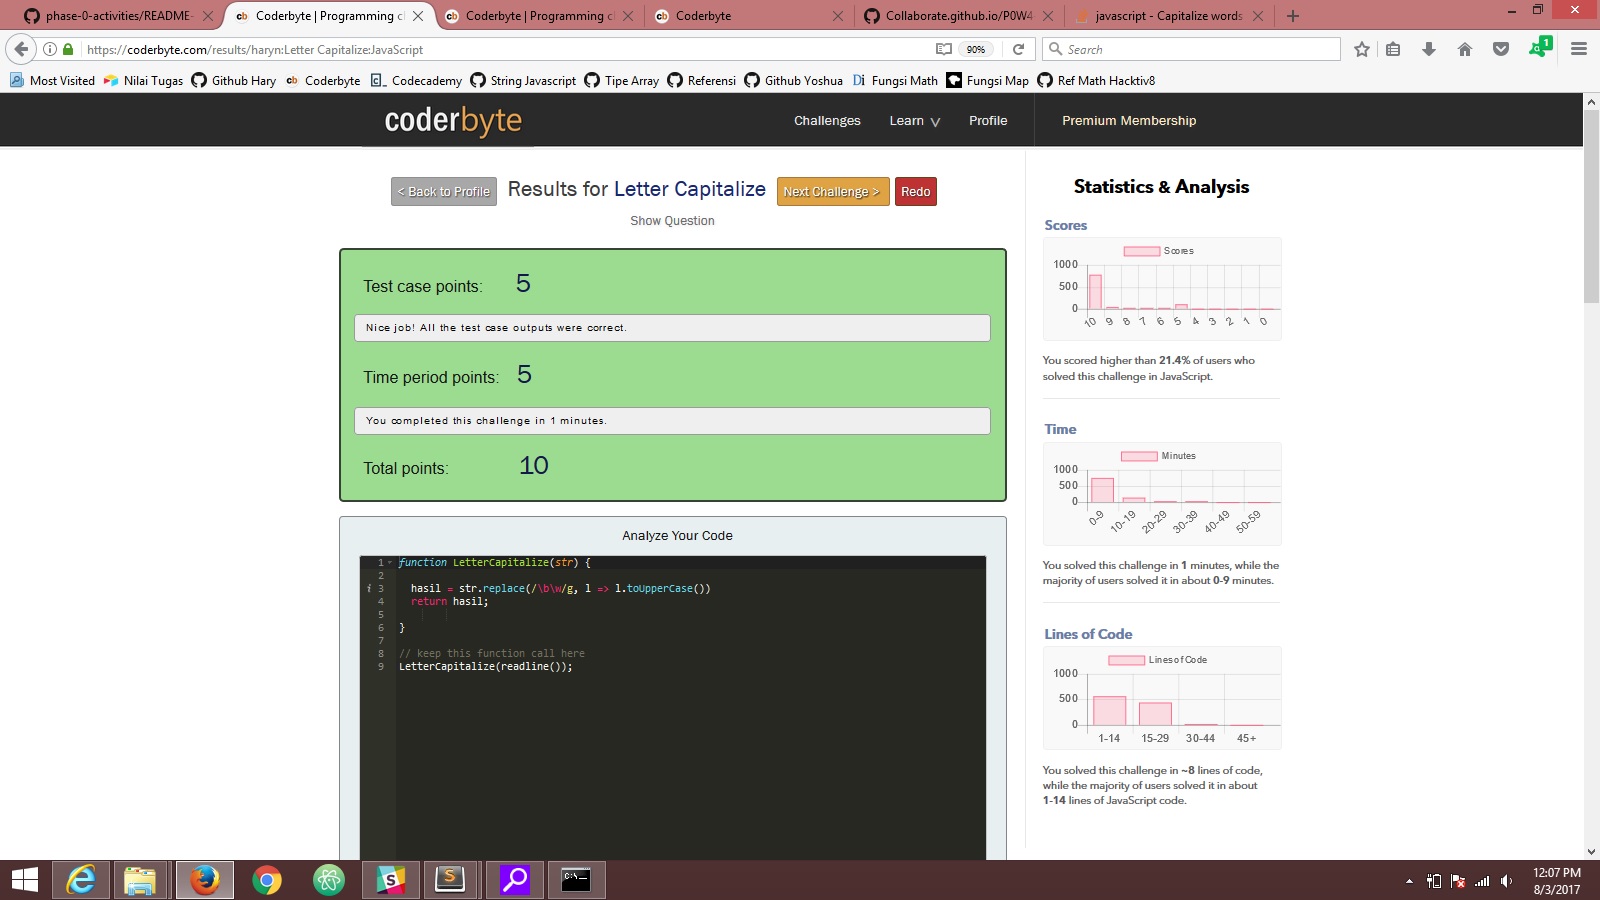 phase-0-activities/README-
Coderbyte | Programming c
Coderbyte | Programming c
Coderbyte
Collaborate.github.io/P0W4
javascript - Capitalize words
https://coderbyte.com/results/haryn:Letter Capitalize:JavaScript
90%
Search
1
Most Visited
Nilai Tugas
Github Hary
Coderbyte
Codecademy
String Javascript
Tipe Array
Referensi
Github Yoshua
Fungsi Math
Fungsi Map
Ref Math Hacktiv8
coderbyte
Challenges
Learn
Profile
Premium Membership
< Back to Profile
Results for Letter Capitalize
Next Challenge >
Redo
Show Question
Test case points: 5
Nice job! All the test case outputs were correct.
Time period points: 5
You completed this challenge in 1 minutes.
Total points: 10
Analyze Your Code
1 function LetterCapitalize(str) {
2
3 hasil = str.replace(/\b\w/g, l => l.toUpperCase())
4 return hasil;
5
6 }
7
8 // keep this function call here
9 LetterCapitalize(readline());
Statistics & Analysis
Scores
Scores
1000
500
0
10 9 8 7 6 5 4 3 2 1 0
You scored higher than 21.4% of users who
solved this challenge in JavaScript.
Time
Minutes
1000
500
0
0-9 10-19 20-29 30-39 40-49 50-59
You solved this challenge in 1 minutes, while the
majority of users solved it in about 0-9 minutes.
Lines of Code
Lines of Code
1000
500
0
1-14 15-29 30-44 45+
You solved this challenge in ~8 lines of code,
while the majority of users solved it in about
1-14 lines of JavaScript code.
12:07 PM
8/3/2017